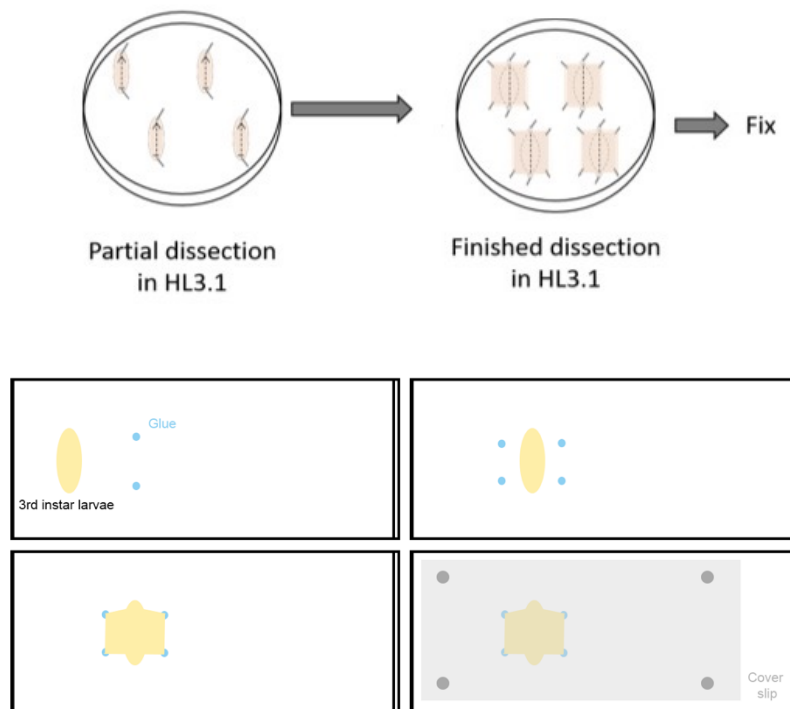 Partial dissection
in HL3.1
Finished dissection
in HL3.1
Fix
Glue
3rd instar larvae
Cover
slip